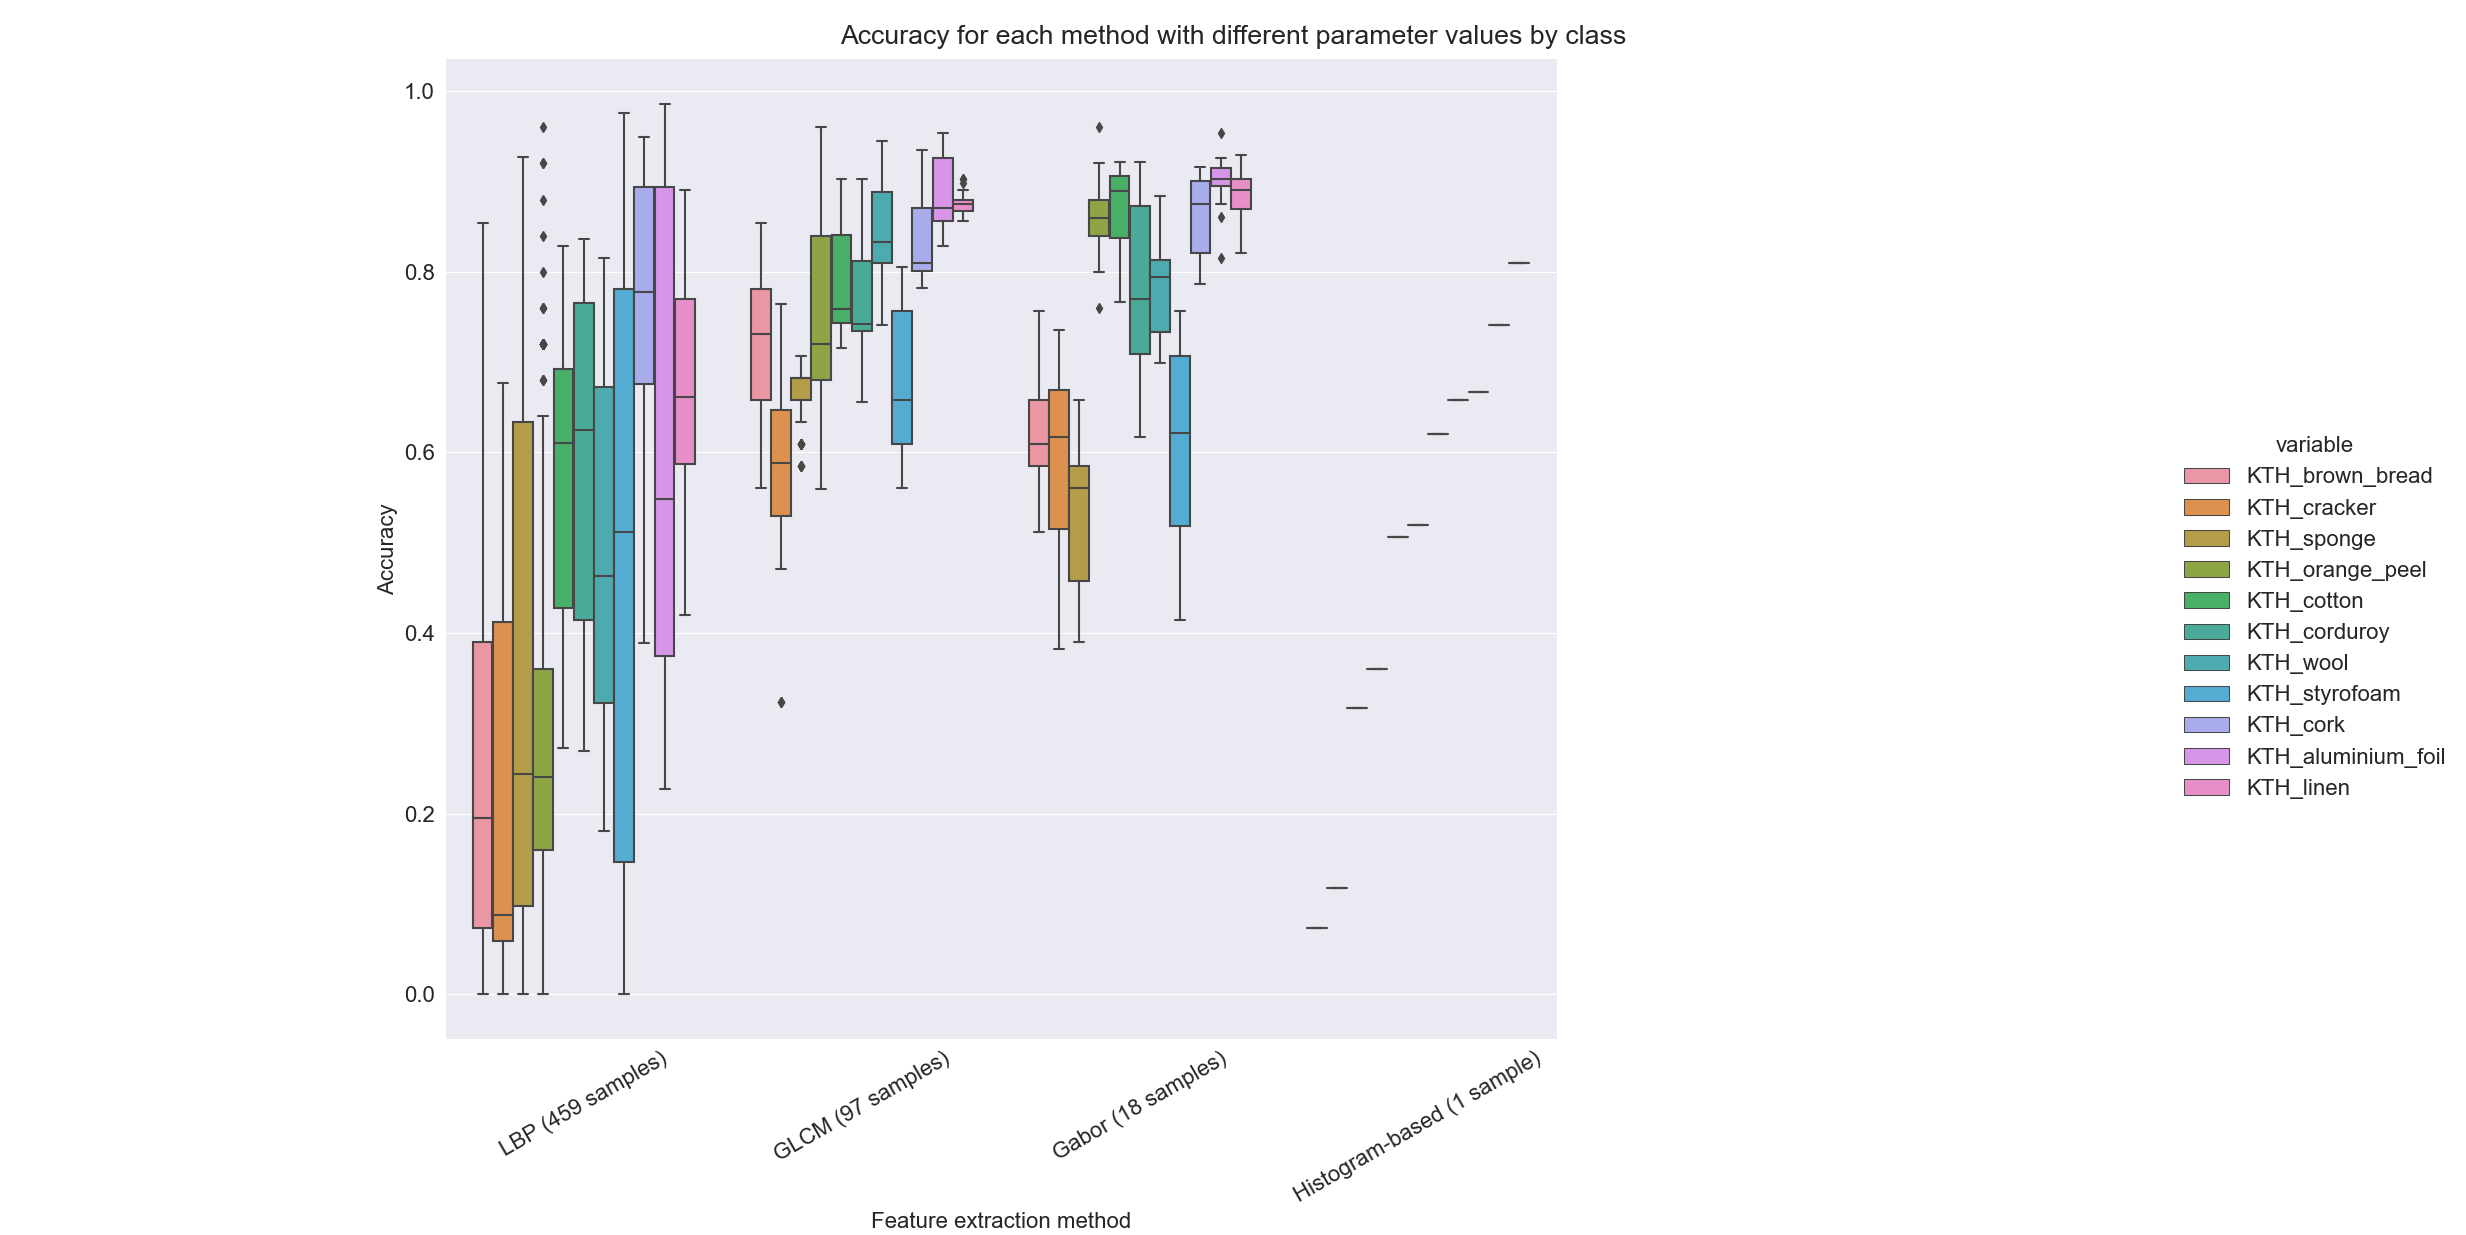 Accuracy for each method with different parameter values by class
1.0
0.8
0.6
0.4
0.2
0.0
Accuracy
LBP (459 samples)
GLCM (97 samples)
Gabor (18 samples)
Histogram-based (1 sample)
Feature extraction method
variable
KTH_brown_bread
KTH_cracker
KTH_sponge
KTH_orange_peel
KTH_cotton
KTH_corduroy
KTH_wool
KTH_styrofoam
KTH_cork
KTH_aluminium_foil
KTH_linen